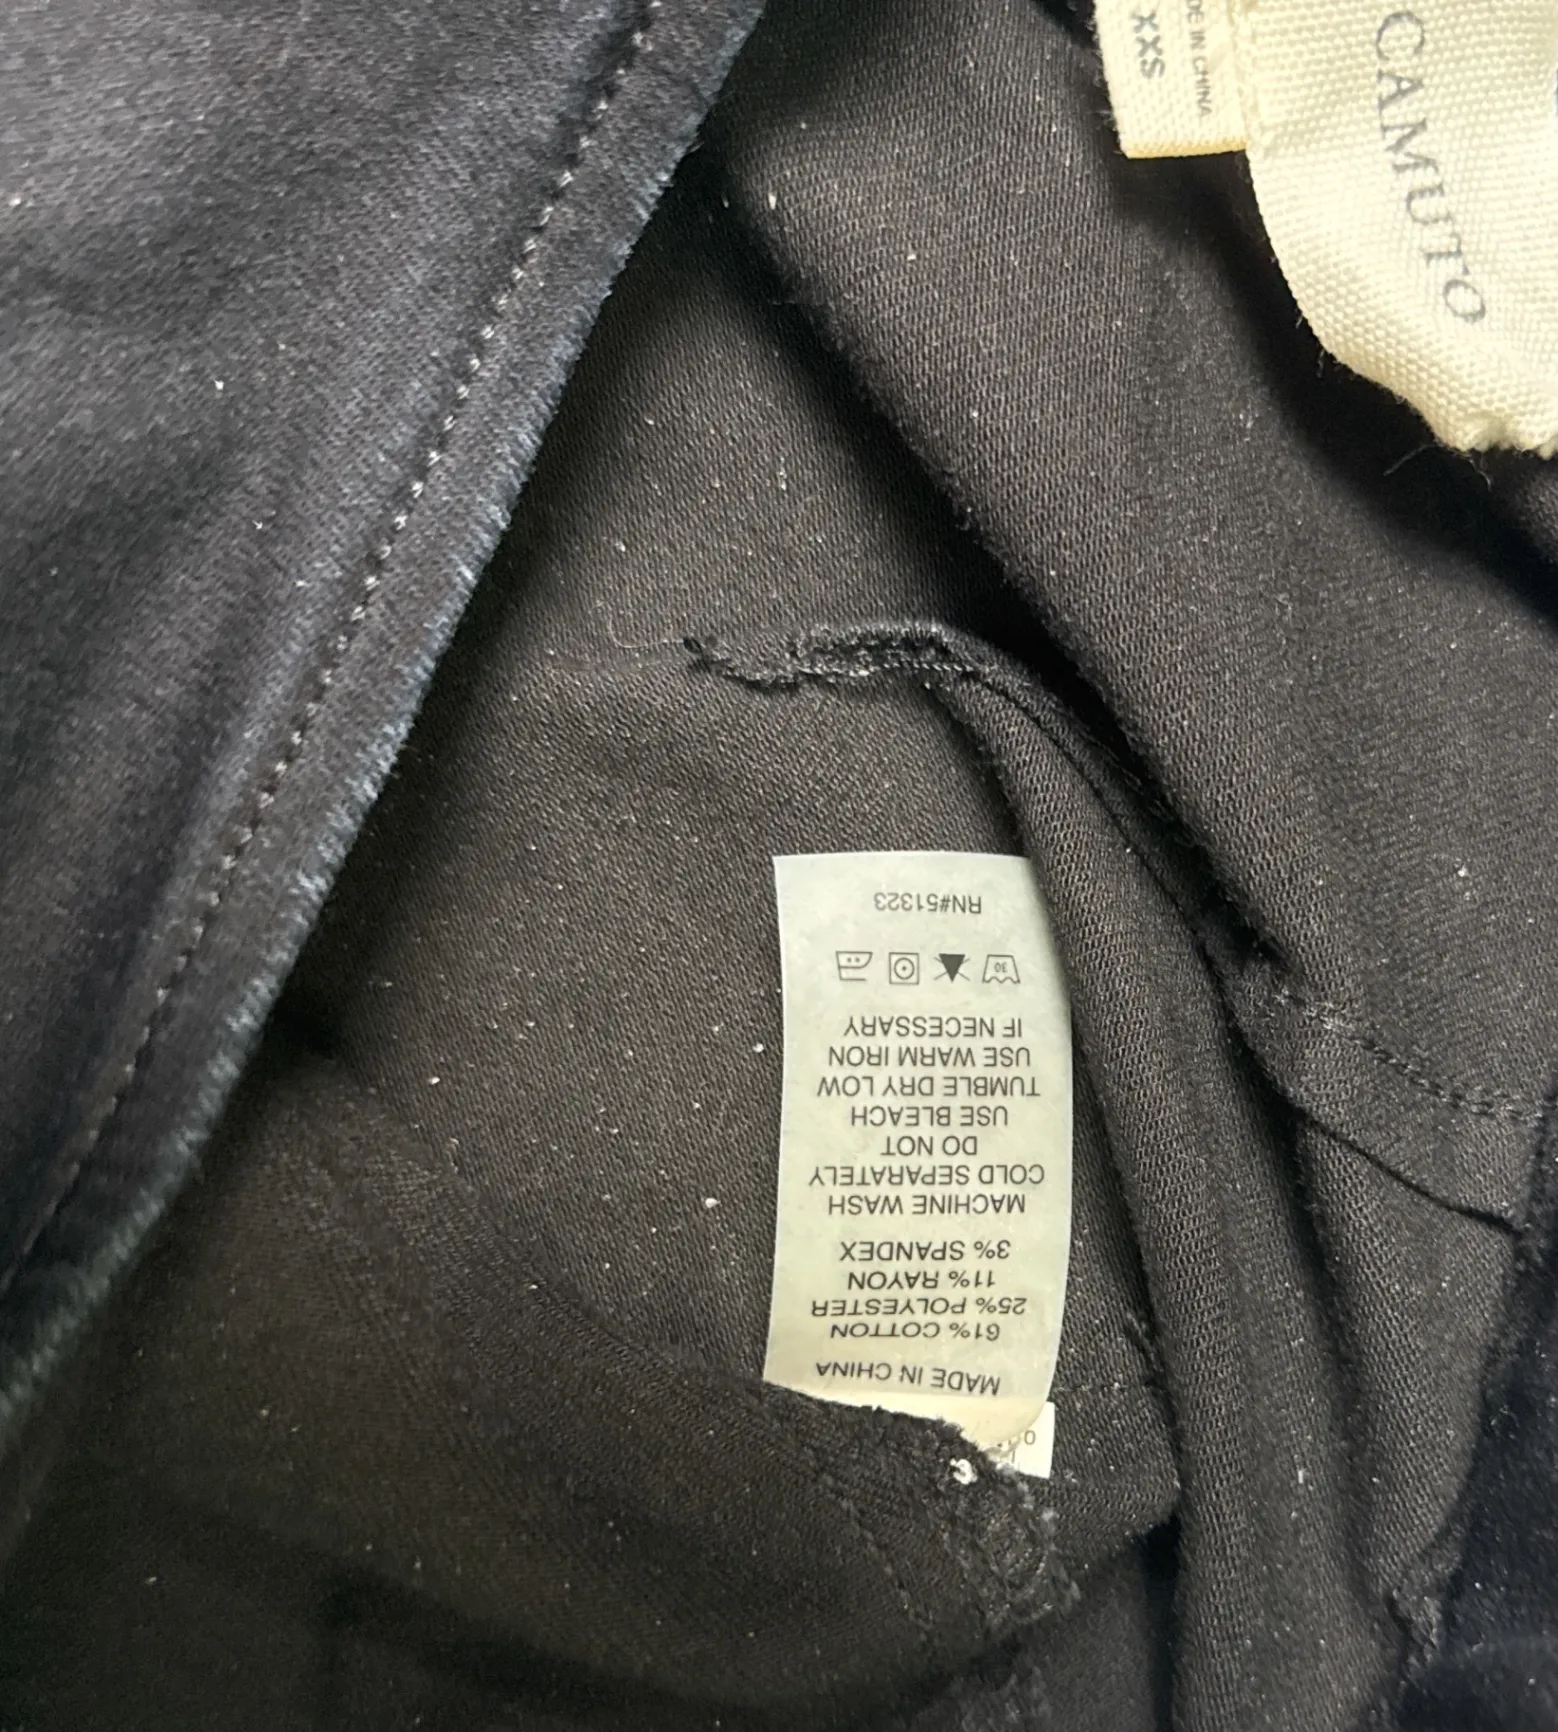 CAMUTO
XXS
DE IN CHINA
MADE IN CHINA
61% COTTON
25% POLYESTER
11% RAYON
3% SPANDEX
MACHINE WASH
COLD SEPARATELY
DO NOT
USE BLEACH
TUMBLE DRY LOW
USE WARM IRON
IF NECESSARY
30
RN#51323